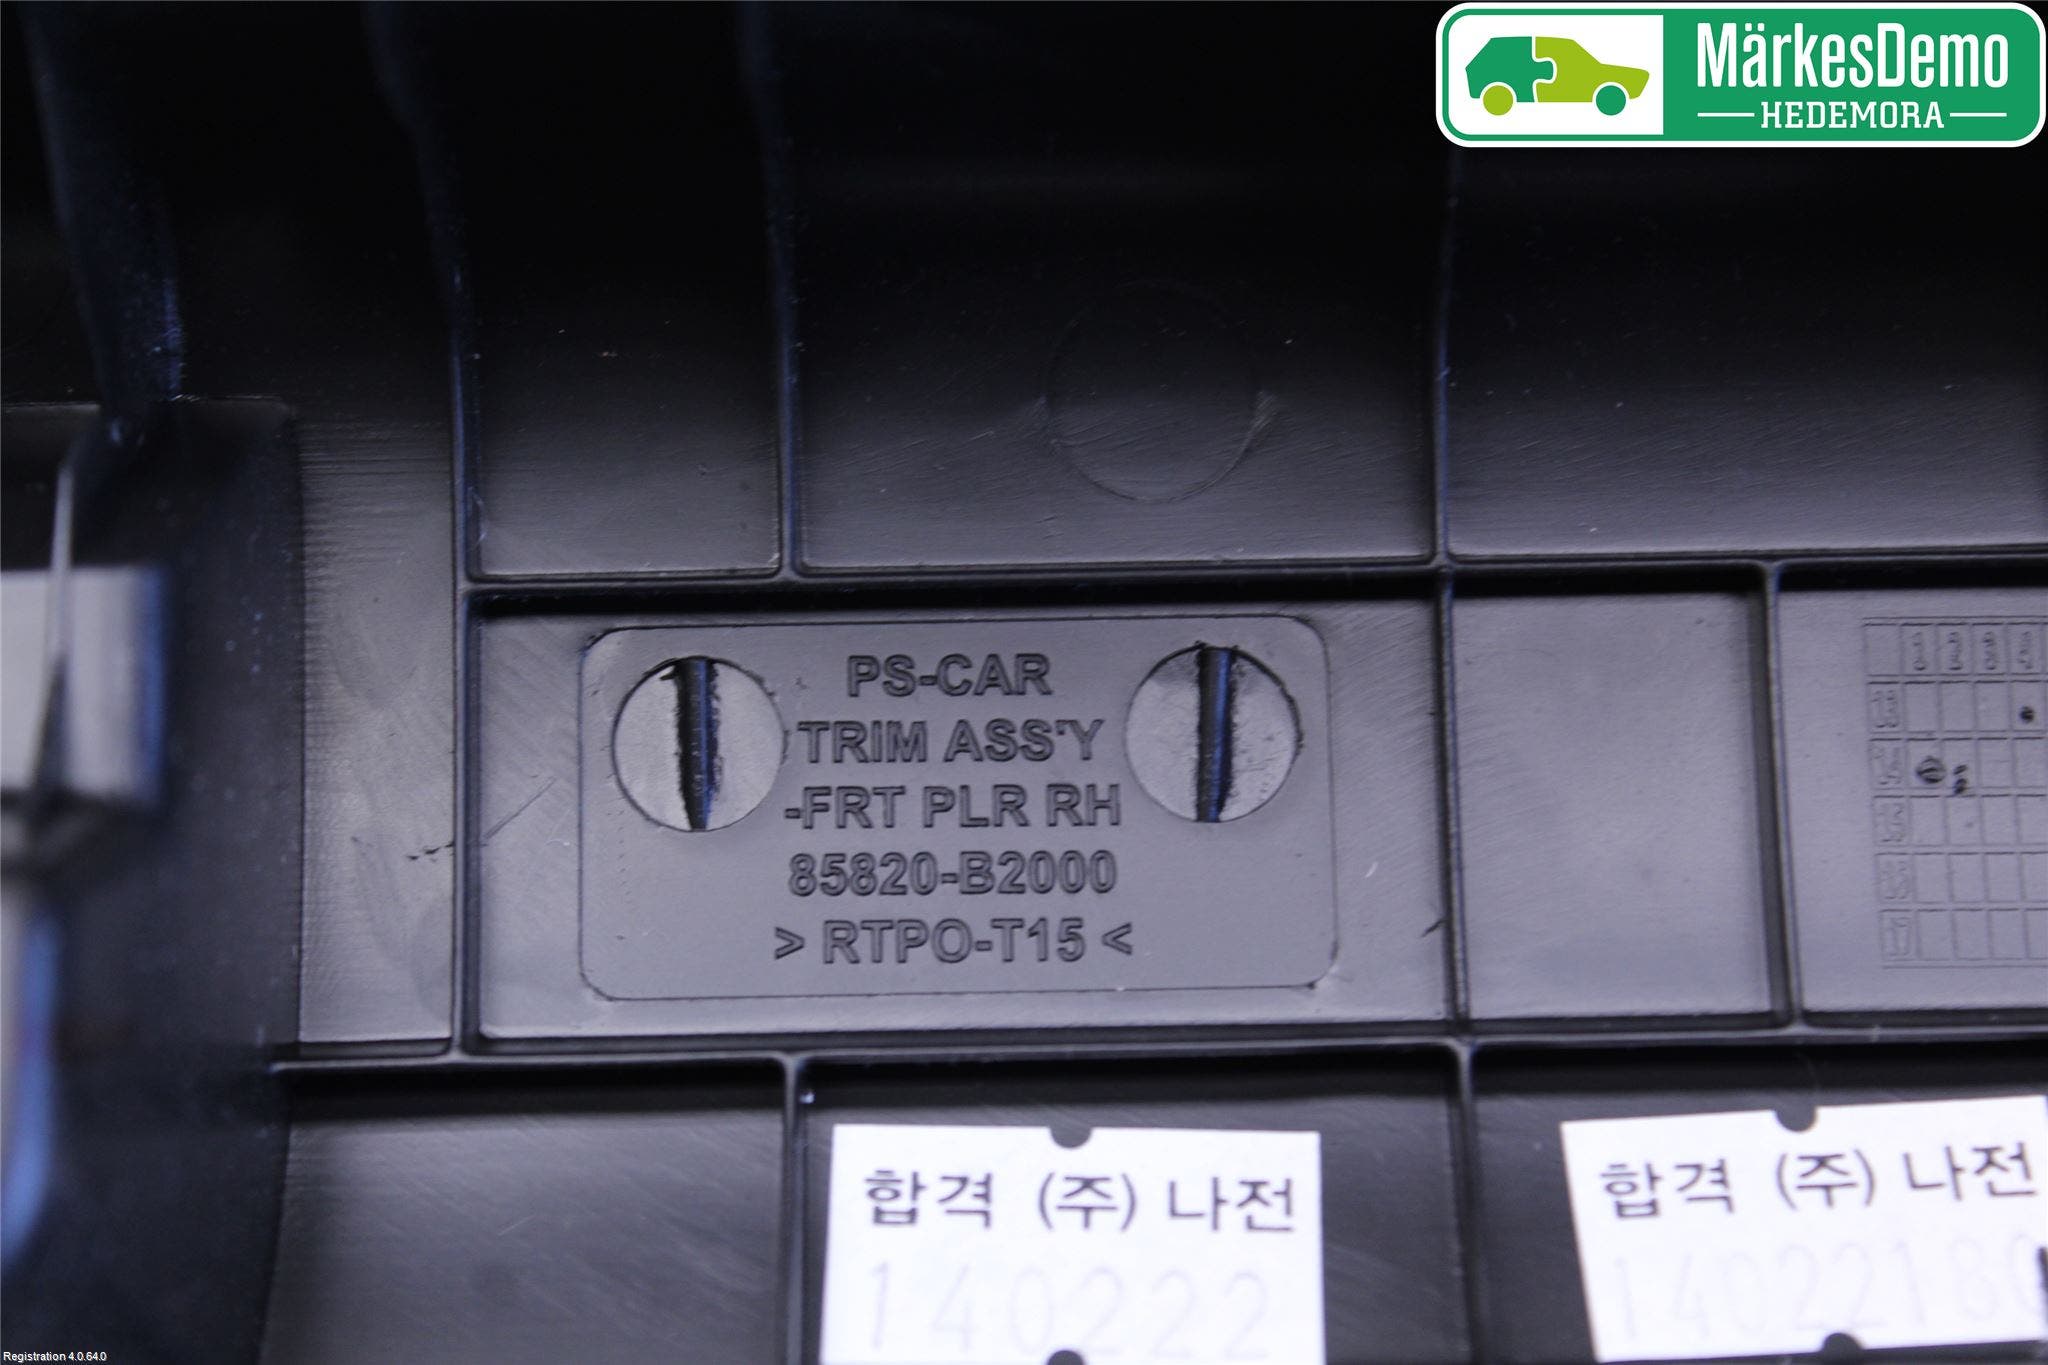 MärkesDemo
HEDEMORA
PS-CAR
TRIM ASS'Y
-FRT PLR RH
85820-B2000
> RTPO-T15 <
합격 (주) 나전
140222
합격 (주) 나전
Registration 4.0.64.0